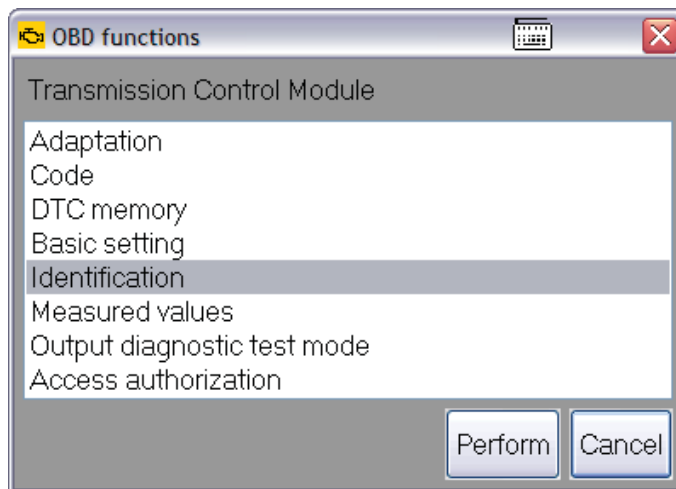 OBD functions
Transmission Control Module
Adaptation
Code
DTC memory
Basic setting
Identification
Measured values
Output diagnostic test mode
Access authorization
Perform Cancel